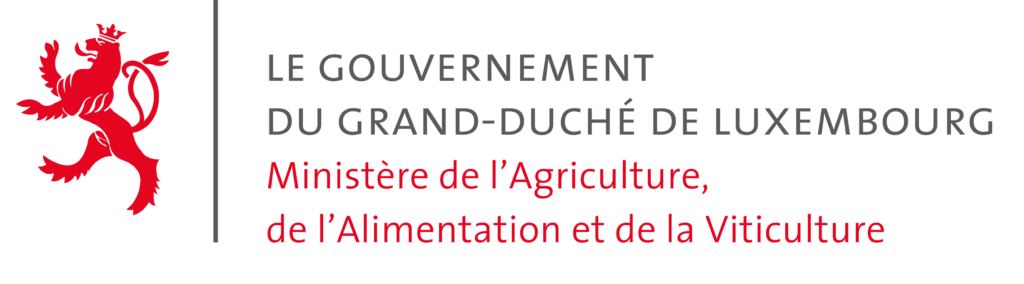 LE GOUVERNEMENT
DU GRAND-DUCHÉ DE LUXEMBOURG
Ministère de l’Agriculture,
de l’Alimentation et de la Viticulture